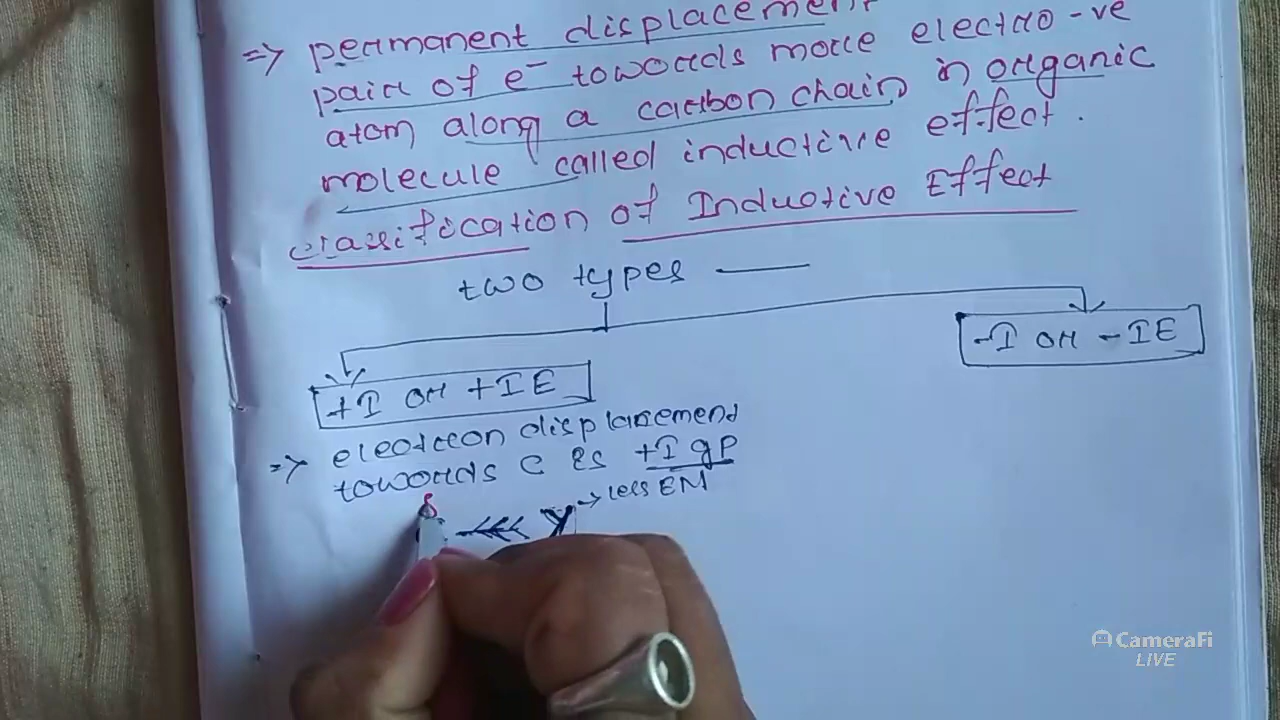 => permanent displacement
pair of e⁻ towards more electro -ve
atom along a carbon chain in organic
molecule called inductive effect.
classification of Inductive Effect
two types —
+I or +IE
-I or -IE
=> electron displacement
towards C is +I gp
δ
Y → less EN
CameraFi
LIVE